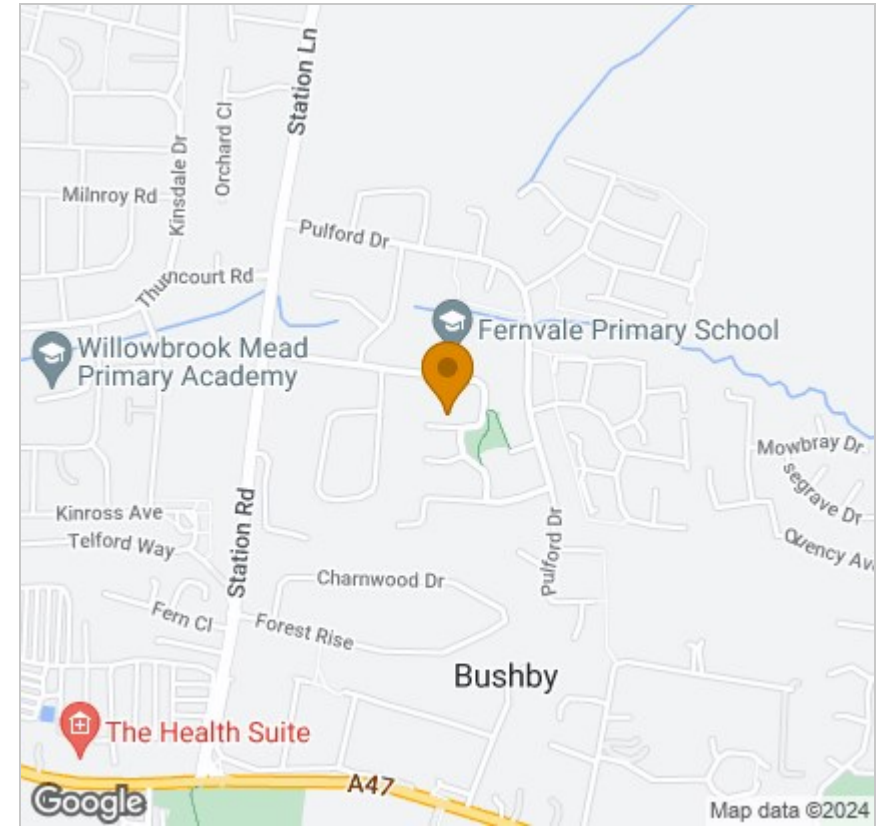 Station Ln
Orchard Cl
Kinsdale Dr
Milnroy Rd
Pulford Dr
Thurncourt Rd
Fernvale Primary School
Willowbrook Mead
Primary Academy
Mowbray Dr
segrave Dr
Quency Av
Kinross Ave
Telford Way
Station Rd
Pulford Dr
Charnwood Dr
Fern Cl
Forest Rise
Bushby
The Health Suite
A47
Google
Map data ©2024